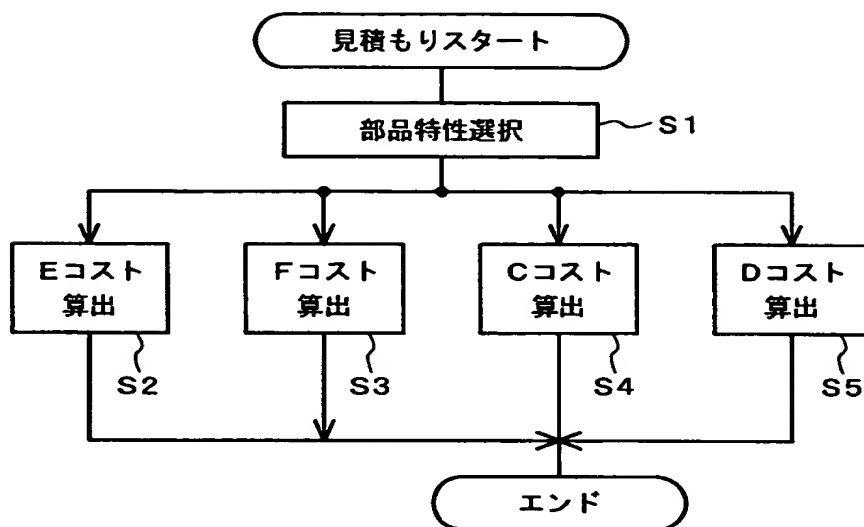 見積もりスタート
部品特性選択
S1
Eコスト
算出
Fコスト
算出
Cコスト
算出
Dコスト
算出
S2
S3
S4
S5
エンド